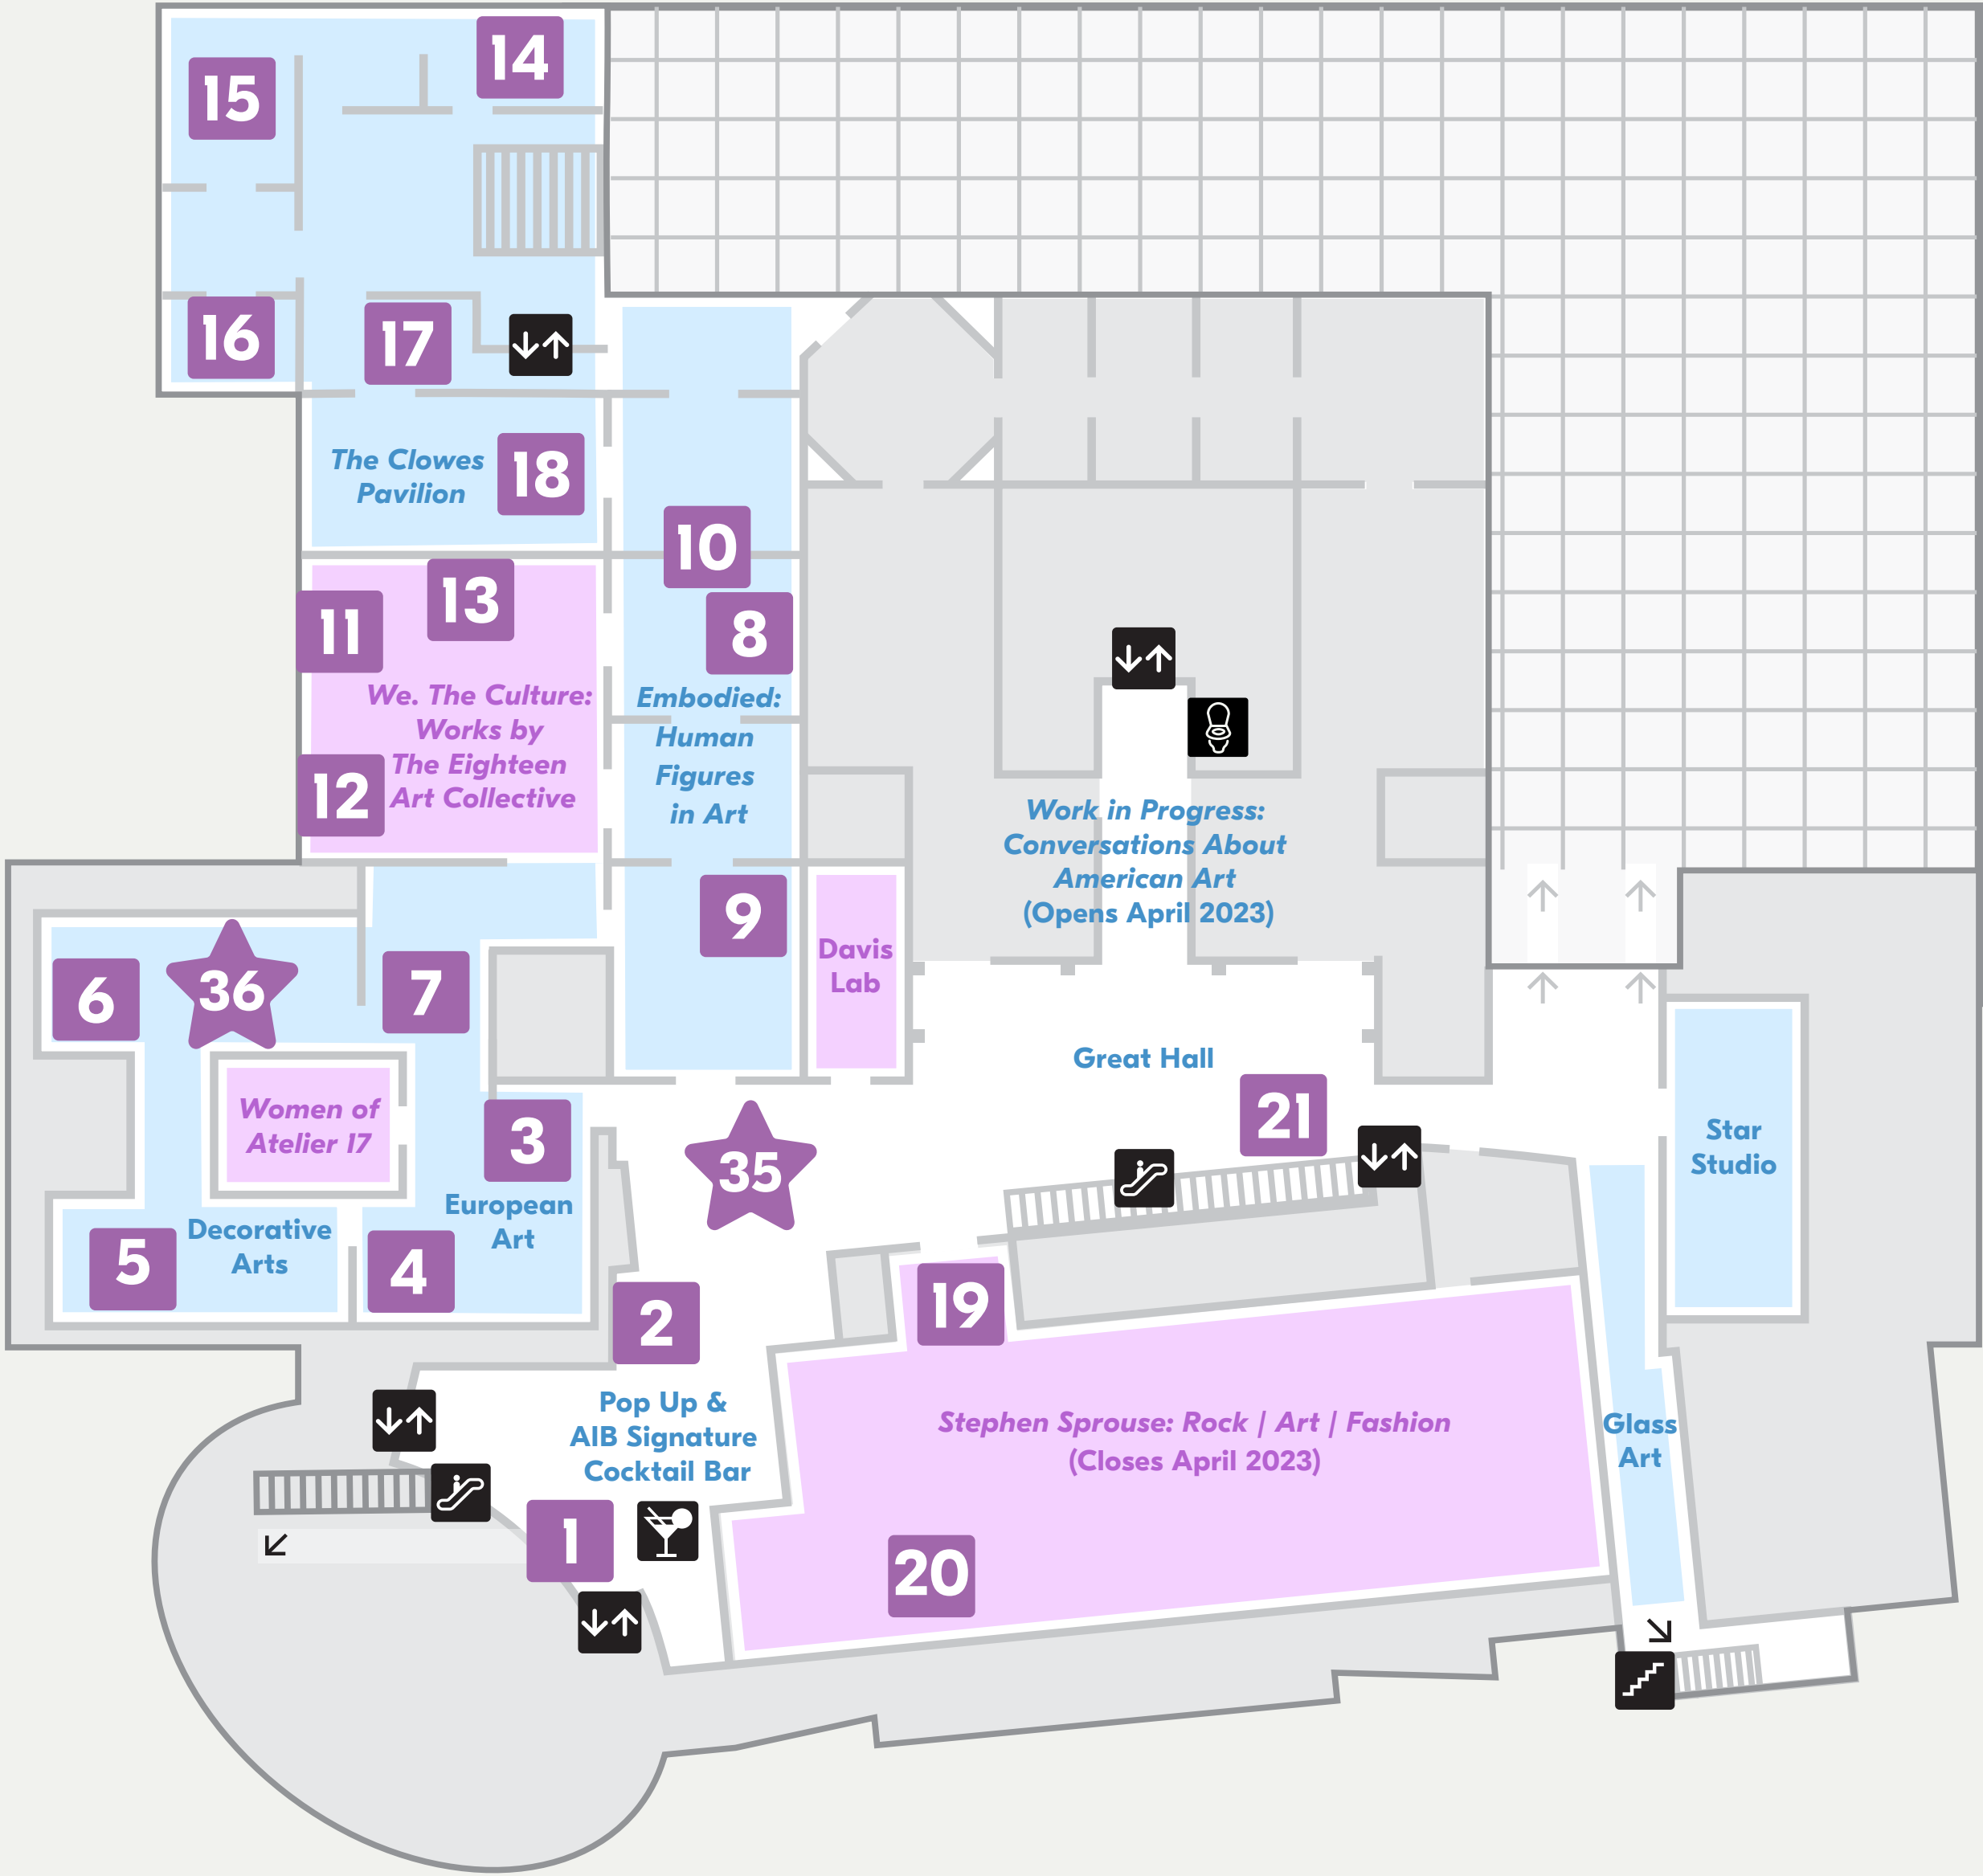 14
15
16
17
The Clowes
Pavilion
18
10
13
11
8
We. The Culture:
Works by
The Eighteen
Art Collective
12
Embodied:
Human
Figures
in Art
Work in Progress:
Conversations About
American Art
(Opens April 2023)
9
Davis
Lab
6
36
7
Great Hall
21
Women of
Atelier 17
3
35
Star
Studio
European
Art
Decorative
Arts
5
4
2
19
Pop Up &
AIB Signature
Cocktail Bar
Stephen Sprouse: Rock / Art / Fashion
(Closes April 2023)
Glass
Art
1
20